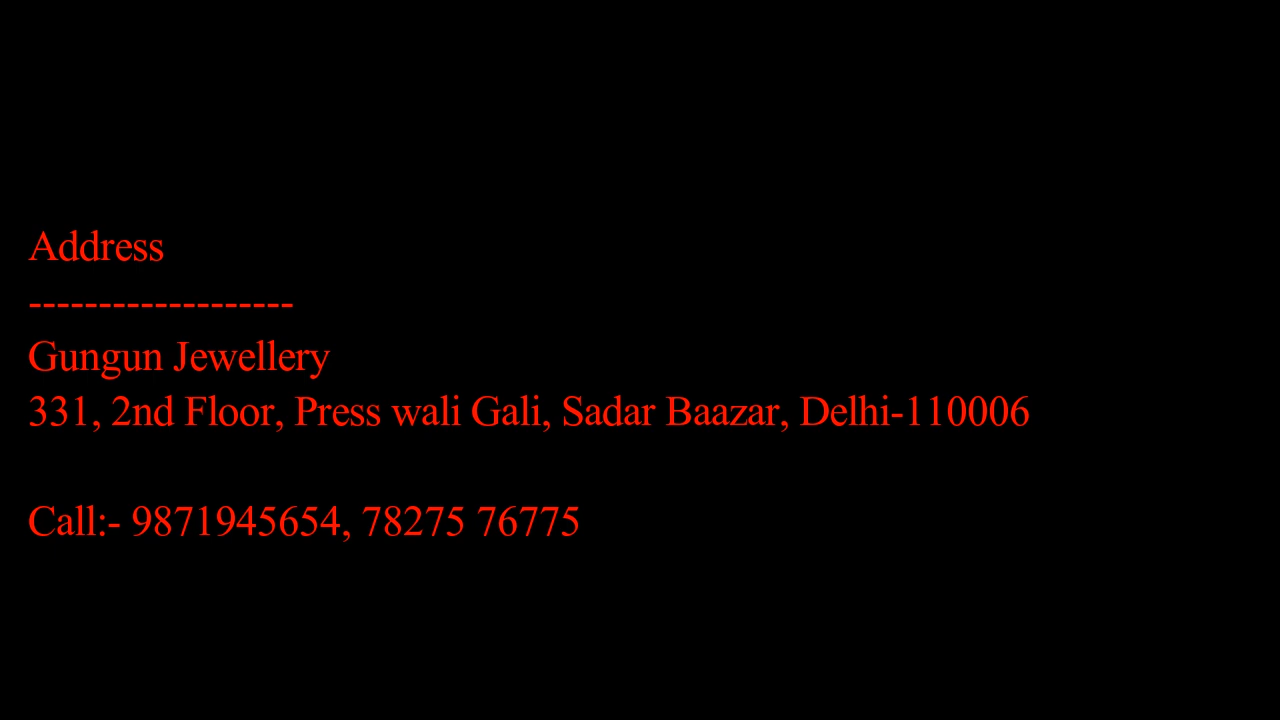 Address
-------------------
Gungun Jewellery
331, 2nd Floor, Press wali Gali, Sadar Baazar, Delhi-110006
Call:- 9871945654, 78275 76775